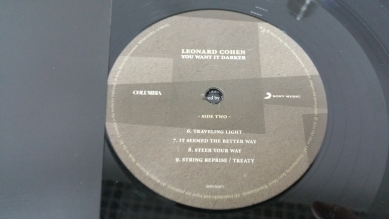 LEONARD COHEN
YOU WANT IT DARKER
COLUMBIA
SONY MUSIC
- SIDE TWO -
6. TRAVELING LIGHT
7. IT SEEMED THE BETTER WAY
8. STEER YOUR WAY
9. STRING REPRISE / TREATY